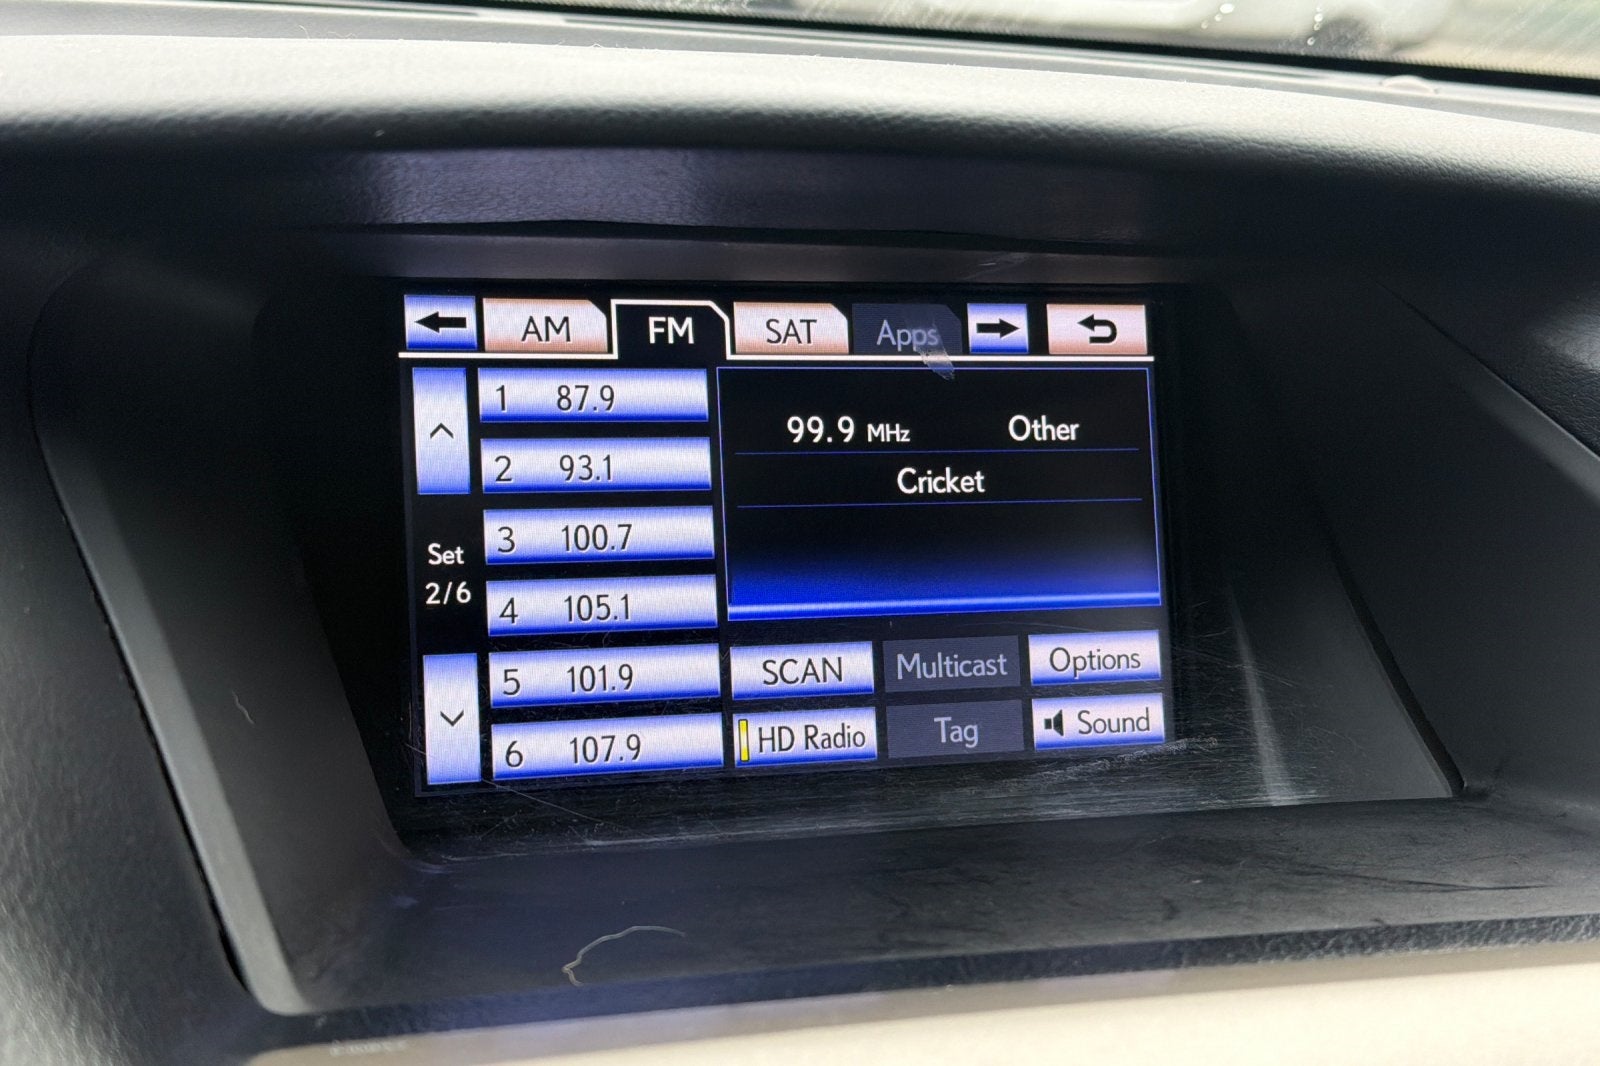 AM FM SAT Apps
1 87.9
2 93.1
3 100.7
4 105.1
5 101.9
6 107.9
Set
2/6
99.9 MHz Other
Cricket
SCAN Multicast Options
HD Radio Tag Sound